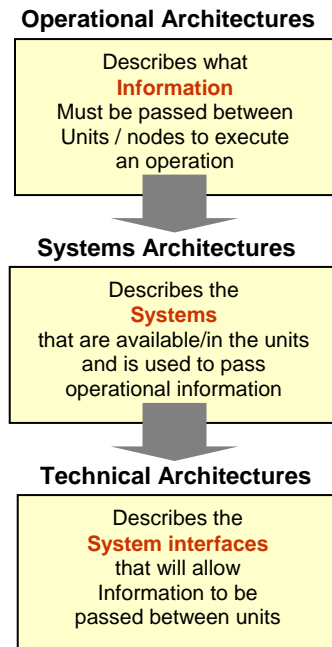 Operational Architectures
Describes what
Information
Must be passed between
Units / nodes to execute
an operation
Systems Architectures
Describes the
Systems
that are available/in the units
and is used to pass
operational information
Technical Architectures
Describes the
System interfaces
that will allow
Information to be
passed between units